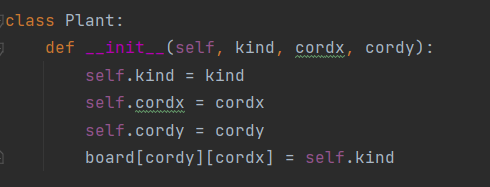 class Plant:
    def __init__(self, kind, cordx, cordy):
        self.kind = kind
        self.cordx = cordx
        self.cordy = cordy
        board[cordy][cordx] = self.kind